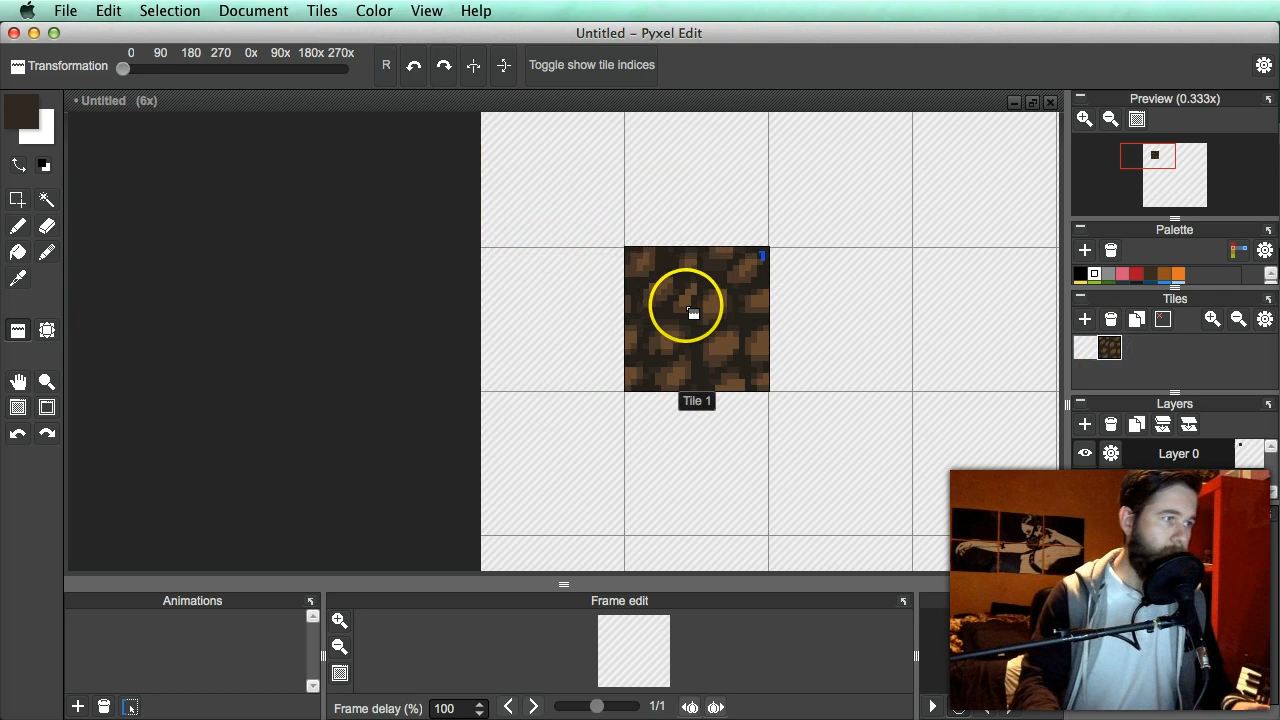 File Edit Selection Document Tiles Color View Help
Untitled – Pyxel Edit
0 90 180 270 0x 90x 180x 270x
Transformation
R
Toggle show tile indices
• Untitled (6x)
Preview (0.333x)
Palette
Tiles
1
Tile 1
Layers
Layer 0
Animations
Frame edit
Frame delay (%) 100
1/1